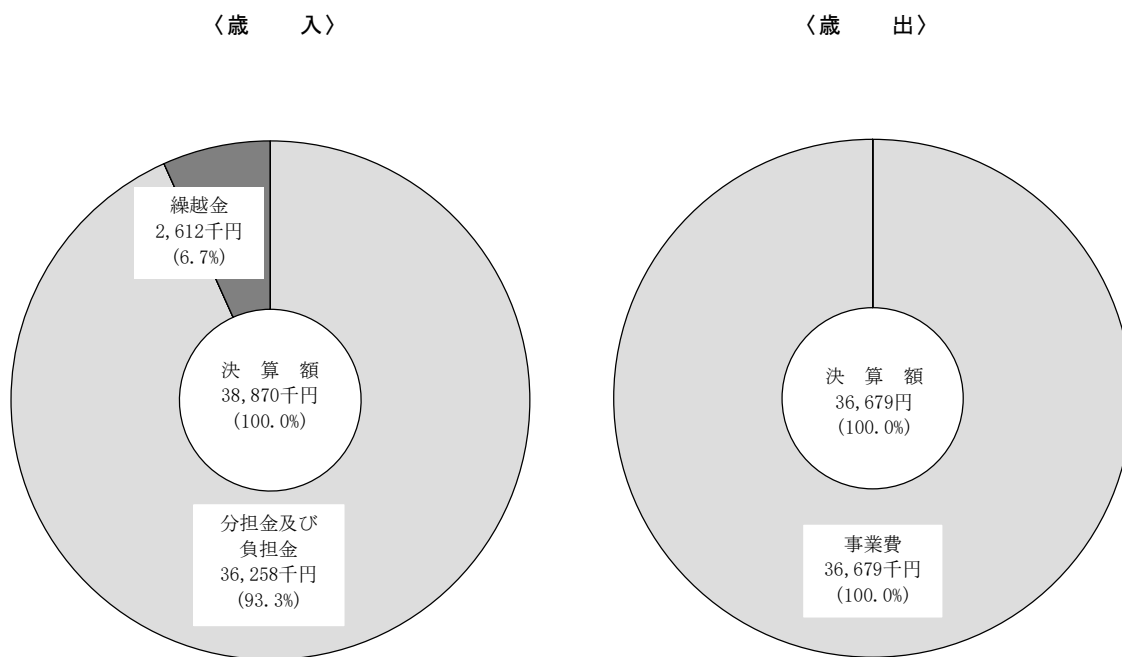 〈歳　入〉
繰越金
2,612千円
(6.7%)
決　算　額
38,870千円
(100.0%)
分担金及び
負担金
36,258千円
(93.3%)
〈歳　出〉
決　算　額
36,679円
(100.0%)
事業費
36,679千円
(100.0%)